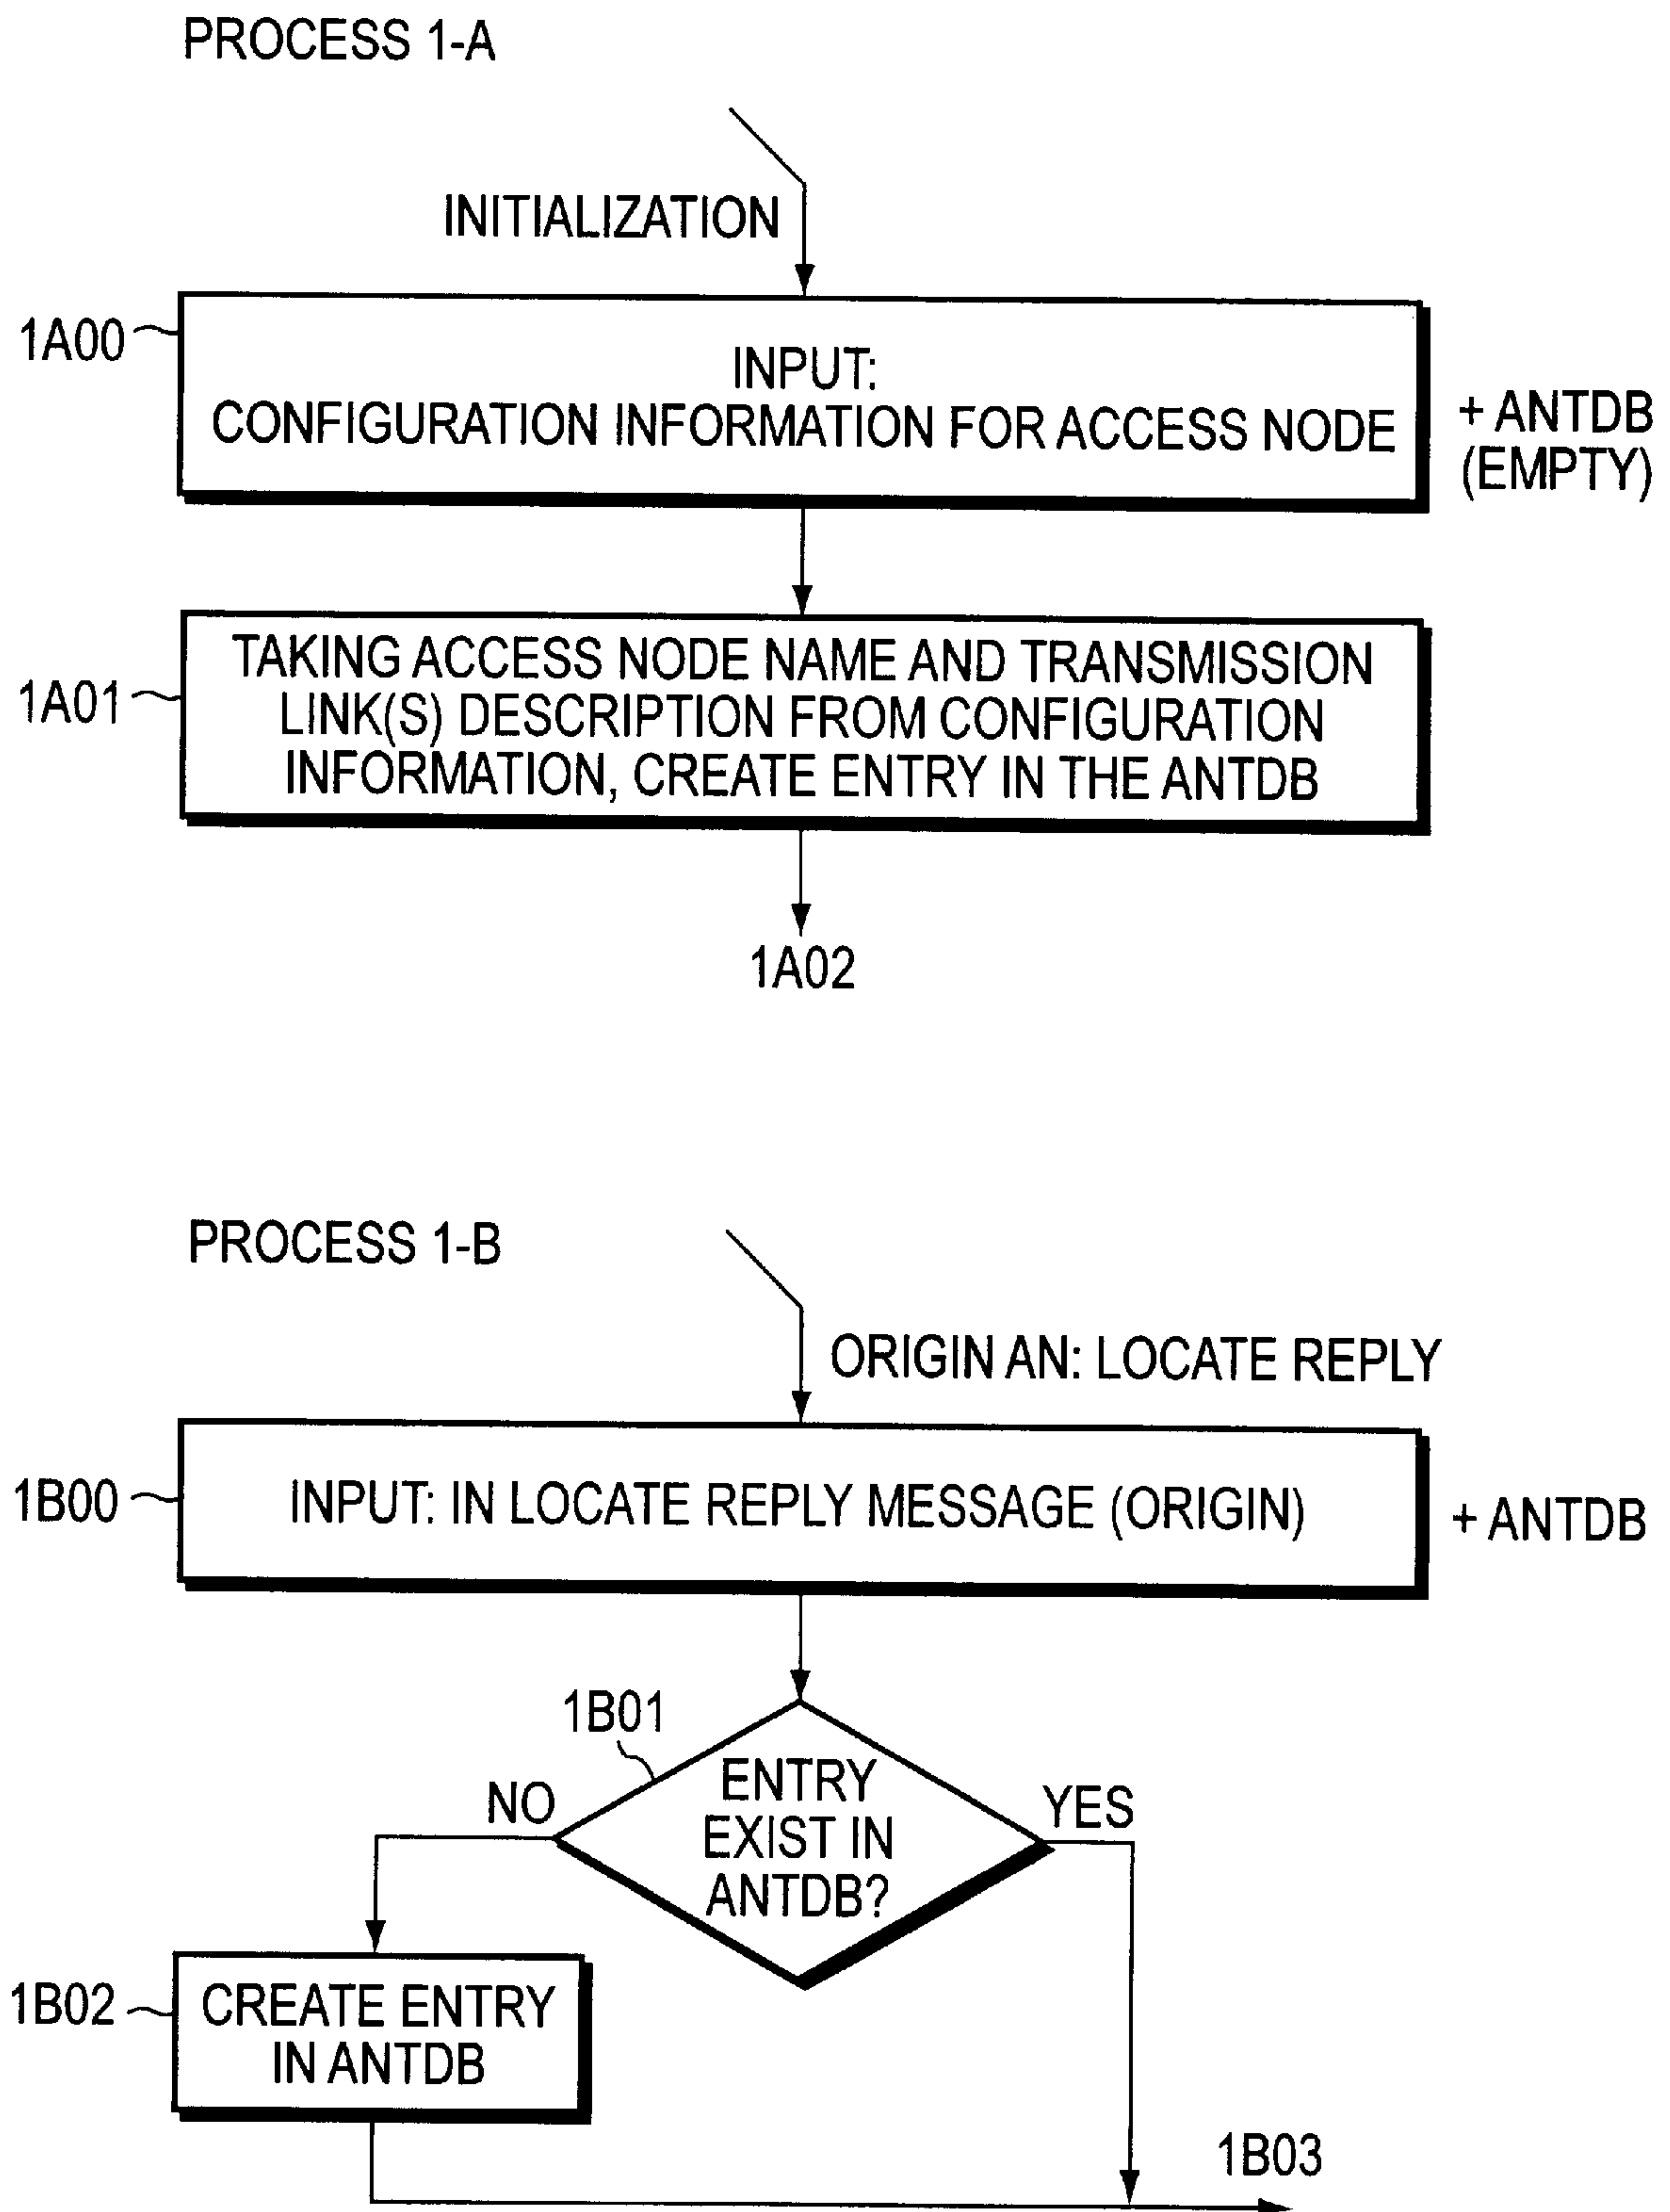 PROCESS 1-A
INITIALIZATION
1A00
INPUT:
CONFIGURATION INFORMATION FOR ACCESS NODE
+ ANTDB
(EMPTY)
1A01
TAKING ACCESS NODE NAME AND TRANSMISSION
LINK(S) DESCRIPTION FROM CONFIGURATION
INFORMATION, CREATE ENTRY IN THE ANTDB
1A02
PROCESS 1-B
ORIGIN AN: LOCATE REPLY
1B00
INPUT: IN LOCATE REPLY MESSAGE (ORIGIN)
+ ANTDB
1B01
ENTRY
EXIST IN
ANTDB?
NO
YES
1B02
CREATE ENTRY
IN ANTDB
1B03